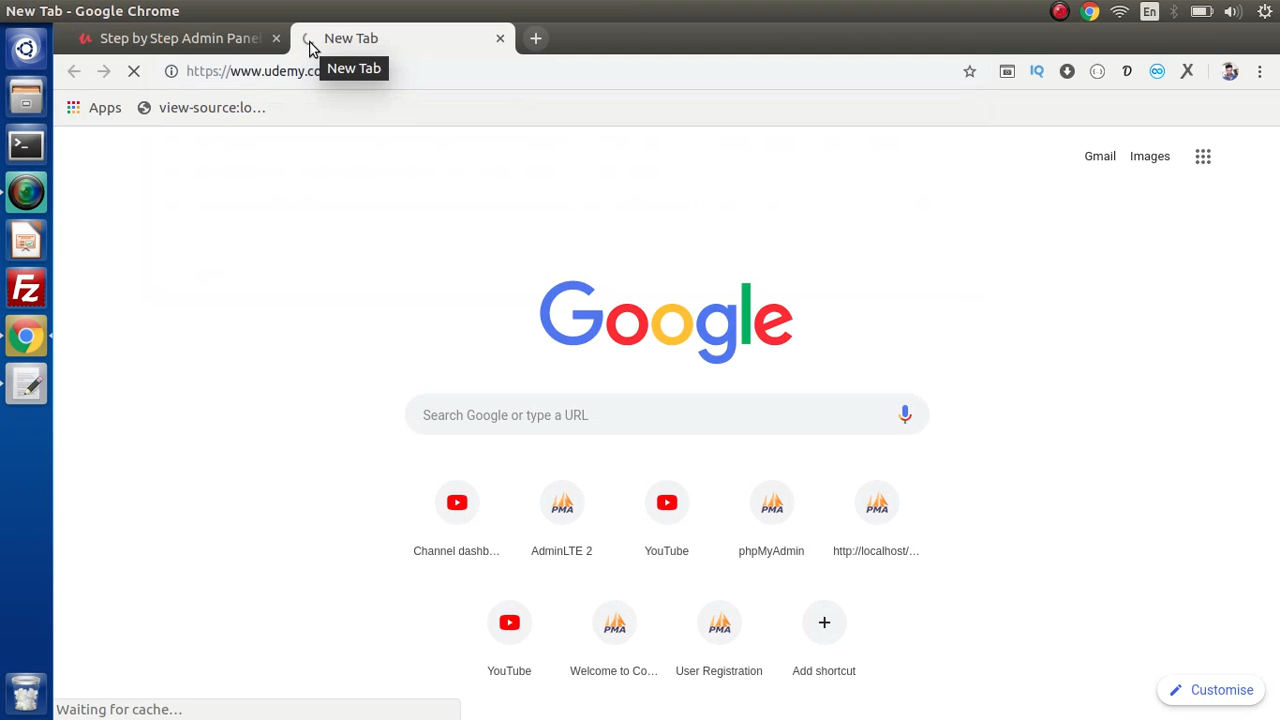 New Tab - Google Chrome
En
Step by Step Admin Panel
New Tab
https://www.udemy.co
New Tab
Apps
view-source:lo...
Gmail
Images
Google
Search Google or type a URL
Channel dashb...
AdminLTE 2
YouTube
phpMyAdmin
http://localhost/...
YouTube
Welcome to Co...
User Registration
Add shortcut
Customise
Waiting for cache...